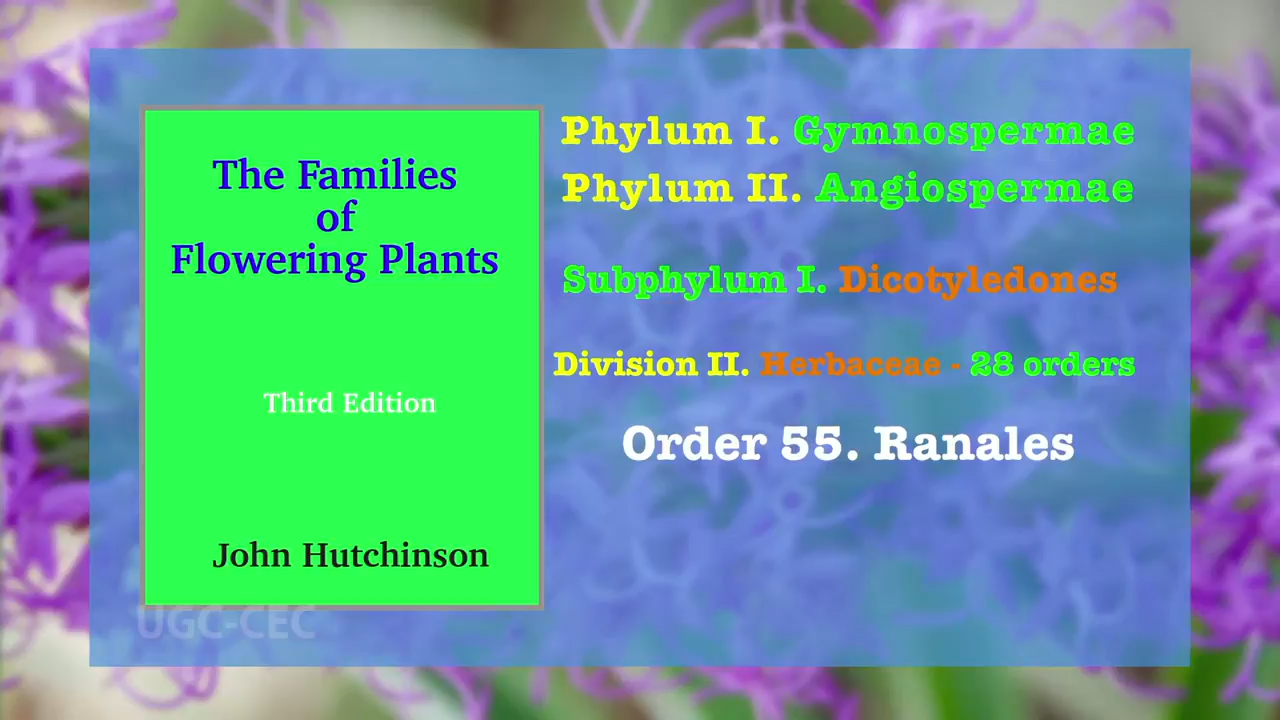 The Families
of
Flowering Plants
Third Edition
John Hutchinson
UGC-CEC
Phylum I. Gymnospermae
Phylum II. Angiospermae
Subphylum I. Dicotyledones
Division II. Herbaceae - 28 orders
Order 55. Ranales